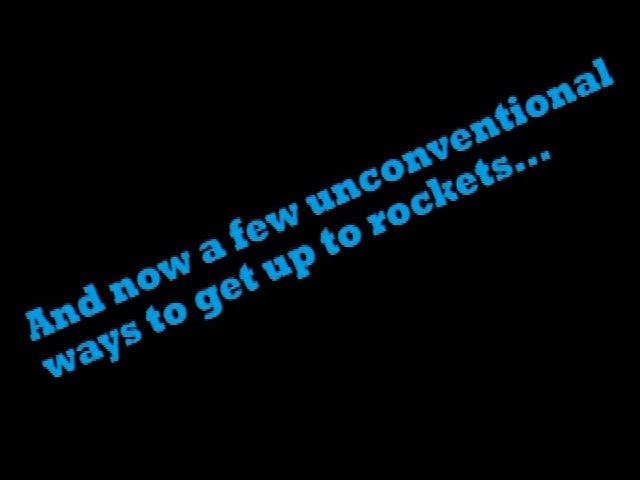 And now a few unconventional
ways to get up to rockets...